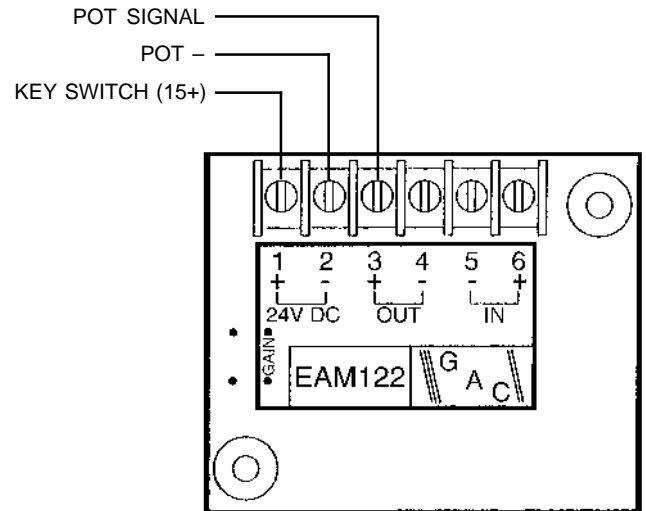 POT SIGNAL
POT –
KEY SWITCH (15+)
1 2 3 4 5 6
+ - + - - +
24V DC OUT IN
GAIN
EAM122
G A C